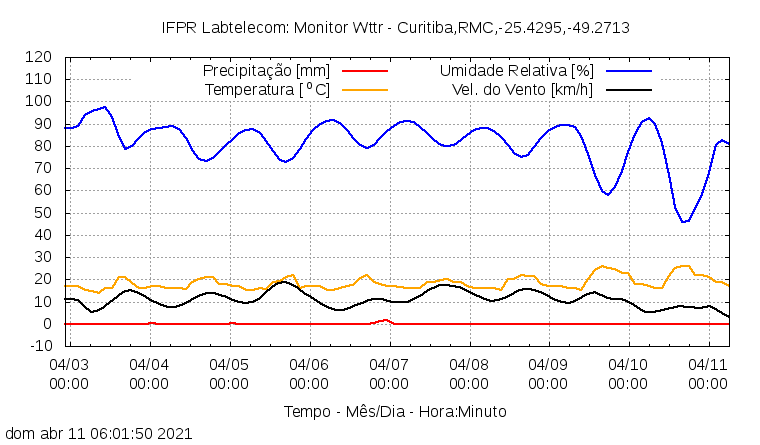 IFPR Labtelecom: Monitor Wttr - Curitiba,RMC,-25.4295,-49.2713
120
110
100
90
80
70
60
50
40
30
20
10
0
-10
Precipitação [mm] Umidade Relativa [%]
Temperatura [⁰C] Vel. do Vento [km/h]
04/03 04/04 04/05 04/06 04/07 04/08 04/09 04/10 04/11
00:00 00:00 00:00 00:00 00:00 00:00 00:00 00:00 00:00
Tempo - Mês/Dia - Hora:Minuto
dom abr 11 06:01:50 2021